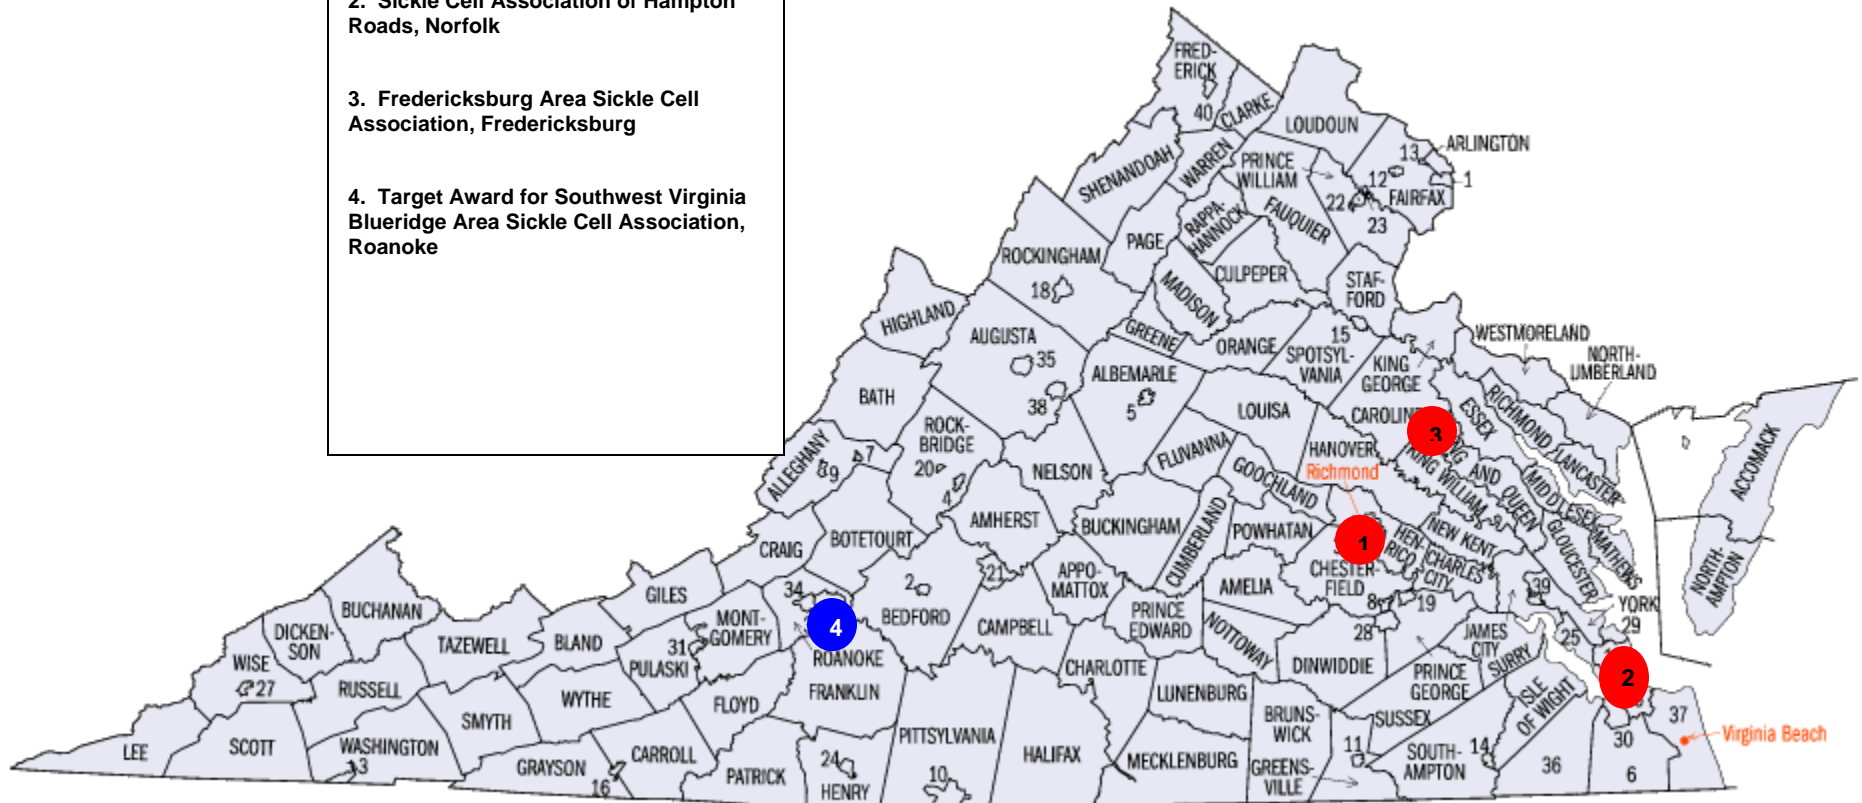 2. Sickle Cell Association of Hampton
Roads, Norfolk
3. Fredericksburg Area Sickle Cell
Association, Fredericksburg
4. Target Award for Southwest Virginia
Blueridge Area Sickle Cell Association,
Roanoke
FRED-
ERICK
40
CLARKE
LOUDOUN
ARLINGTON
13
12
1
FAIRFAX
SHENANDOAH
WARREN
PRINCE
WILLIAM
22
23
FAUQUIER
RAPPA-
HANNOCK
PAGE
ROCKINGHAM
18
CULPEPER
MADISON
STAF-
FORD
HIGHLAND
AUGUSTA
35
38
GREENE
ORANGE
15
SPOTSYL-
VANIA
KING
GEORGE
WESTMORELAND
NORTH-
UMBERLAND
ALBEMARLE
5
BATH
ROCK-
BRIDGE
20
4
LOUISA
CAROLINE
3
ESSEX
RICHMOND
LANCASTER
ALLEGHANY
9
7
NELSON
FLUVANNA
GOOCHLAND
HANOVER
Richmond
KING WILLIAM
AND
QUEEN
MIDDLESEX
ACCOMACK
AMHERST
BUCKINGHAM
CUMBERLAND
POWHATAN
1
HEN-
RICO
NEW KENT
CHARLES
CITY
GLOUCESTER
MATHEWS
NORTH-
AMPTON
CRAIG
BOTETOURT
21
APPO-
MATTOX
AMELIA
CHESTER-
FIELD
8
19
39
YORK
29
25
BUCHANAN
GILES
34
4
2
BEDFORD
CAMPBELL
PRINCE
EDWARD
NOTTOWAY
28
DINWIDDIE
JAMES
CITY
SURRY
PRINCE
GEORGE
DICKEN-
SON
TAZEWELL
BLAND
31
MONT-
GOMERY
PULASKI
ROANOKE
CHARLOTTE
WISE
27
RUSSELL
WYTHE
FLOYD
FRANKLIN
LUNENBURG
ISLE
OF WIGHT
2
LEE
SCOTT
WASHINGTON
3
SMYTH
GRAYSON
16
CARROLL
PATRICK
24
HENRY
PITTSYLVANIA
10
HALIFAX
MECKLENBURG
BRUNS-
WICK
GREENS-
VILLE
11
SUSSEX
SOUTH-
AMPTON
14
36
30
6
37
Virginia Beach